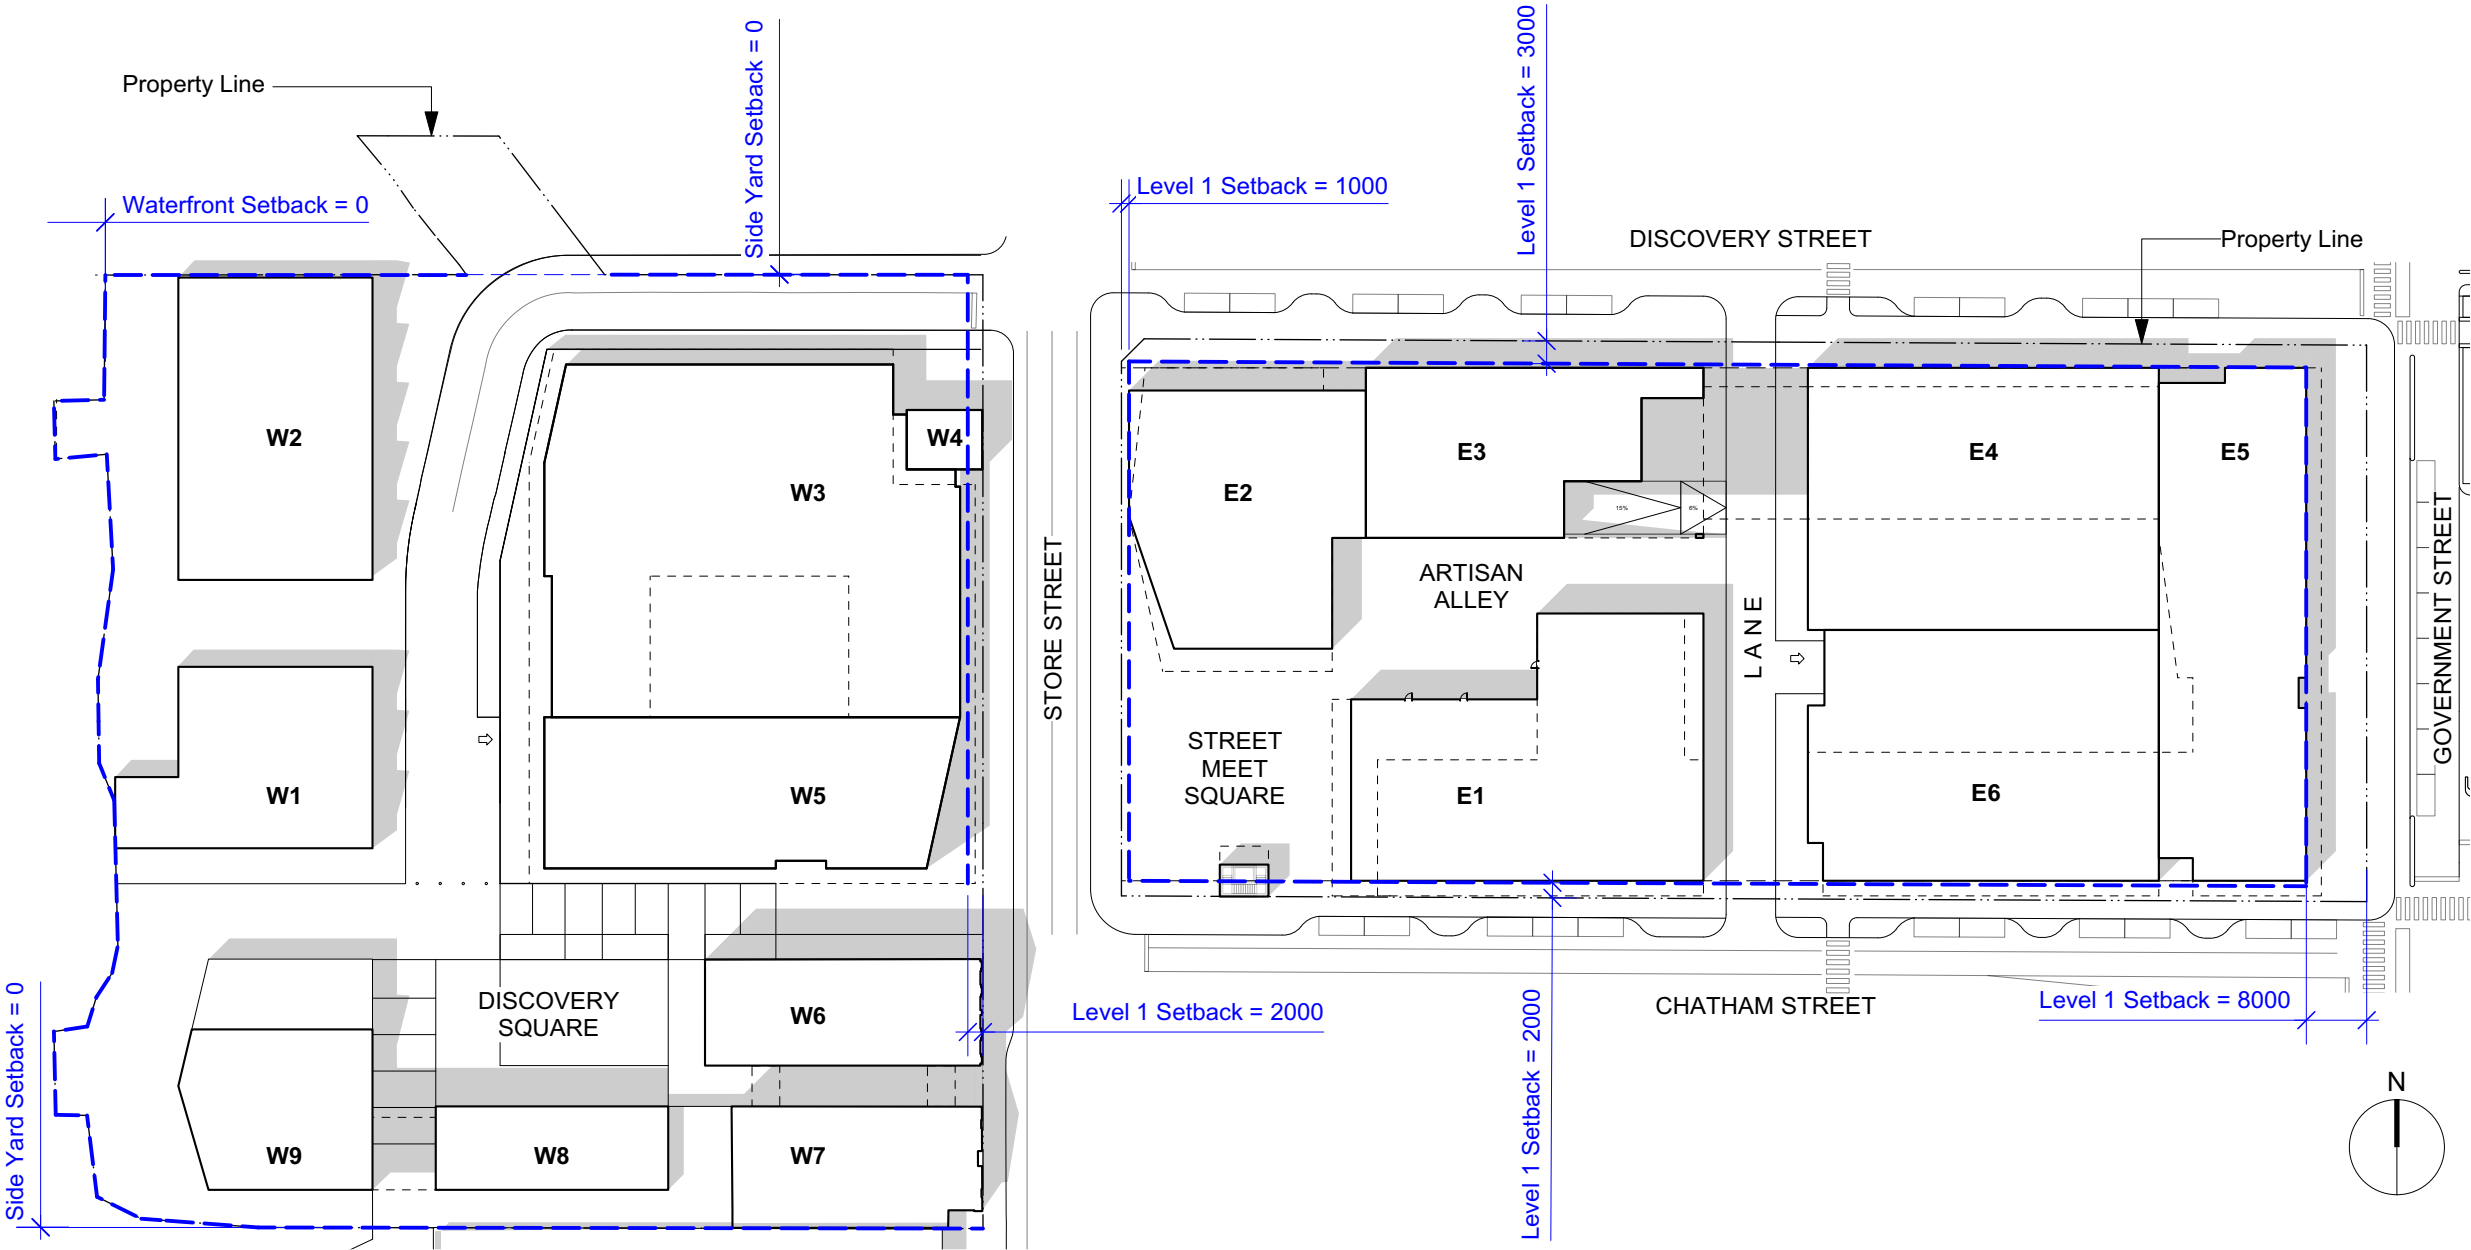 Side Yard Setback = 0
Level 1 Setback = 3000
Property Line
Waterfront Setback = 0
Level 1 Setback = 1000
DISCOVERY STREET
Property Line
W2
W4
W3
E2
E3
15%
6%
E4
E5
ARTISAN
ALLEY
STORE STREET
LANE
GOVERNMENT STREET
STREET
MEET
SQUARE
W1
W5
E1
E6
DISCOVERY
SQUARE
W6
Level 1 Setback = 2000
CHATHAM STREET
Level 1 Setback = 8000
Side Yard Setback = 0
Level 1 Setback = 2000
W9
W8
W7
N